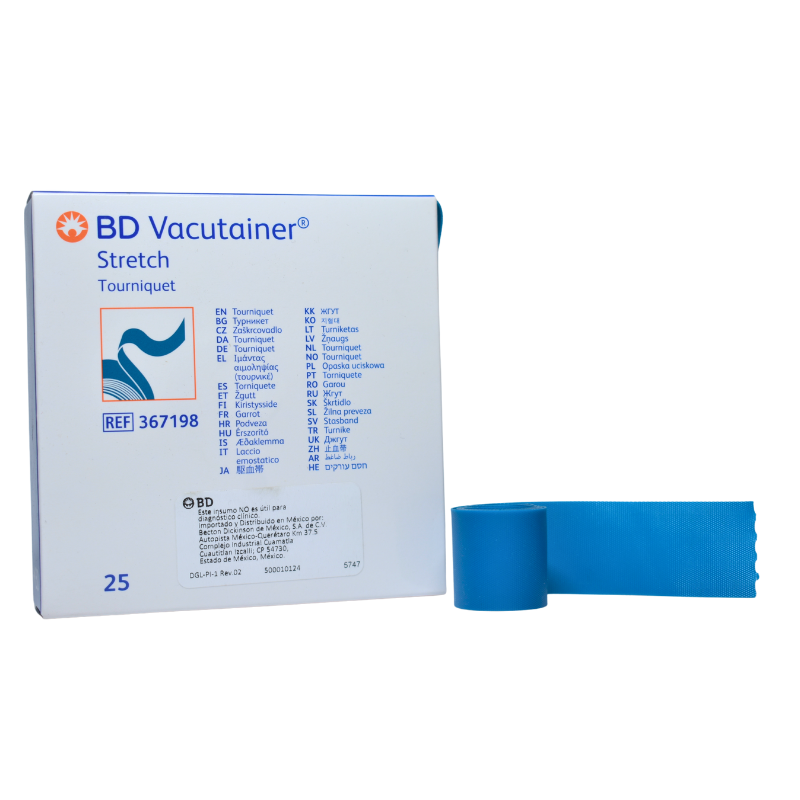 BD Vacutainer®
Stretch
Tourniquet
EN Tourniquet
BG Турникет
CZ Zaškrcovadlo
DA Tourniquet
DE Tourniquet
EL Ιμάντας
αιμοληψίας
(τουρνικέ)
ES Torniquete
ET Žgutt
FI Kiristysside
FR Garrot
HR Podveza
HU Érszorító
IS Æðaklemma
IT Laccio
emostatico
JA 駆血帯
KK ЖГУТ
KO 지혈대
LT Turniketas
LV Žņaugs
NL Tourniquet
NO Tourniquet
PL Opaska uciskowa
PT Torniquete
RO Garou
RU Жгут
SK Škrtidlo
SL Žilna preveza
SV Stasband
TR Turnike
UK Джгут
ZH 止血带
AR رباط ضاغط
HE חסם עורקים
REF 367198
BD
Este insumo NO es útil para
diagnóstico clínico.
Importado y Distribuido en México por:
Becton Dickinson de México, S.A. de C.V.
Autopista México-Querétaro Km 37.5
Complejo Industrial Cuamatla
Cuautitlan Izcalli; CP 54730,
Estado de México, México.
DGL-PI-1 Rev.02 500010124 5747
25